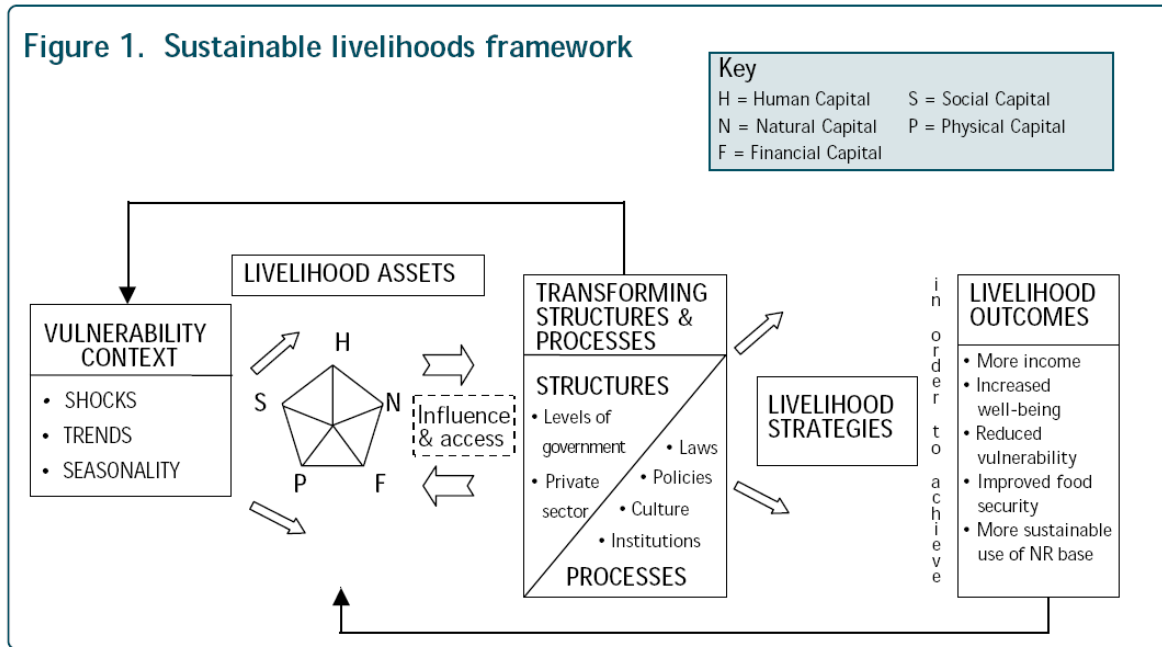 Figure 1. Sustainable livelihoods framework
Key
H = Human Capital
S = Social Capital
N = Natural Capital
P = Physical Capital
F = Financial Capital
VULNERABILITY
CONTEXT
• SHOCKS
• TRENDS
• SEASONALITY
LIVELIHOOD ASSETS
H
S
N
P
F
Influence
& access
TRANSFORMING
STRUCTURES &
PROCESSES
STRUCTURES
• Levels of
government
• Private
sector
• Laws
• Policies
• Culture
• Institutions
PROCESSES
LIVELIHOOD
STRATEGIES
in order to achieve
LIVELIHOOD
OUTCOMES
• More income
• Increased
well-being
• Reduced
vulnerability
• Improved food
security
• More sustainable
use of NR base